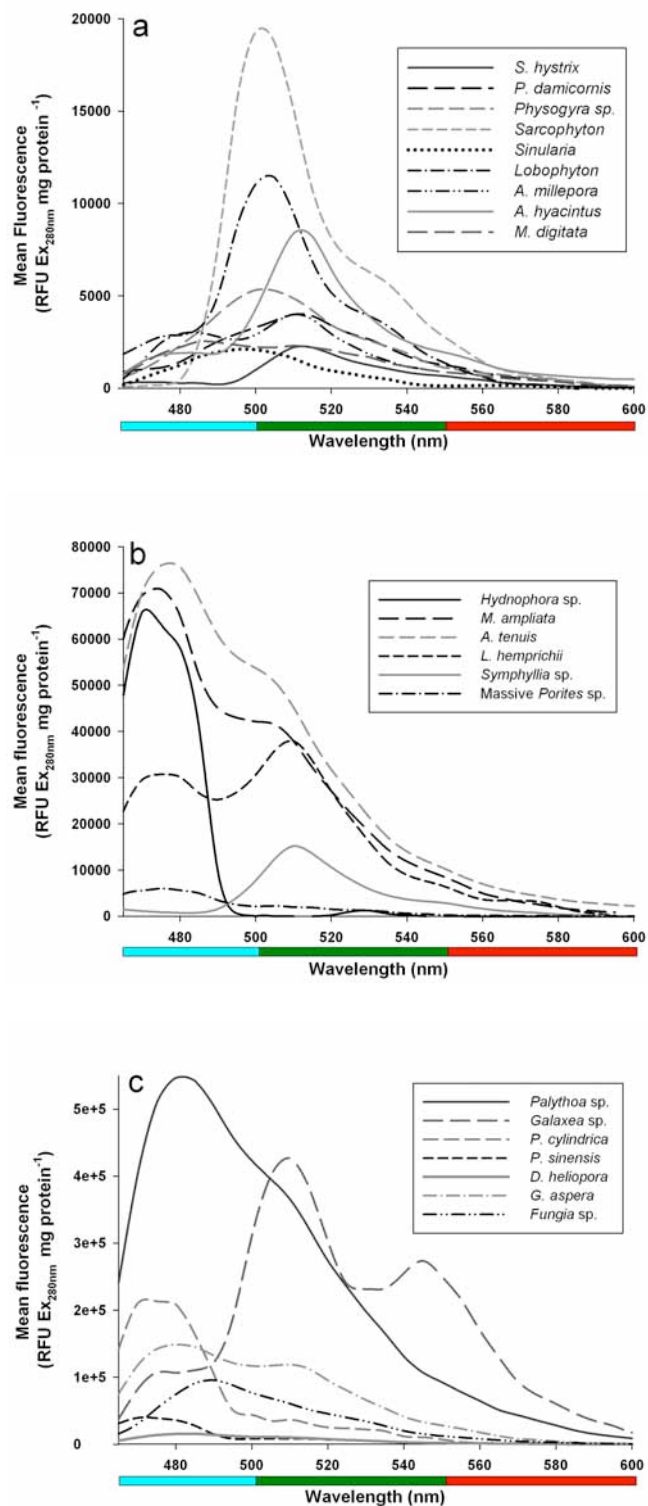 a
20000
15000
10000
5000
0
Mean Fluorescence
(RFU Ex280nm mg protein-1)
S. hystrix
P. damicornis
Physogyra sp.
Sarcophyton
Sinularia
Lobophyton
A. millepora
A. hyacintus
M. digitata
480 500 520 540 560 580 600
Wavelength (nm)
b
80000
70000
60000
50000
40000
30000
20000
10000
0
Mean fluorescence
(RFU Ex280nm mg protein-1)
Hydnophora sp.
M. ampliata
A. tenuis
L. hemprichii
Symphyllia sp.
Massive Porites sp.
480 500 520 540 560 580 600
Wavelength (nm)
c
5e+5
4e+5
3e+5
2e+5
1e+5
0
Mean fluorescence
(RFU Ex280nm mg protein-1)
Palythoa sp.
Galaxea sp.
P. cylindrica
P. sinensis
D. heliopora
G. aspera
Fungia sp.
480 500 520 540 560 580 600
Wavelength (nm)